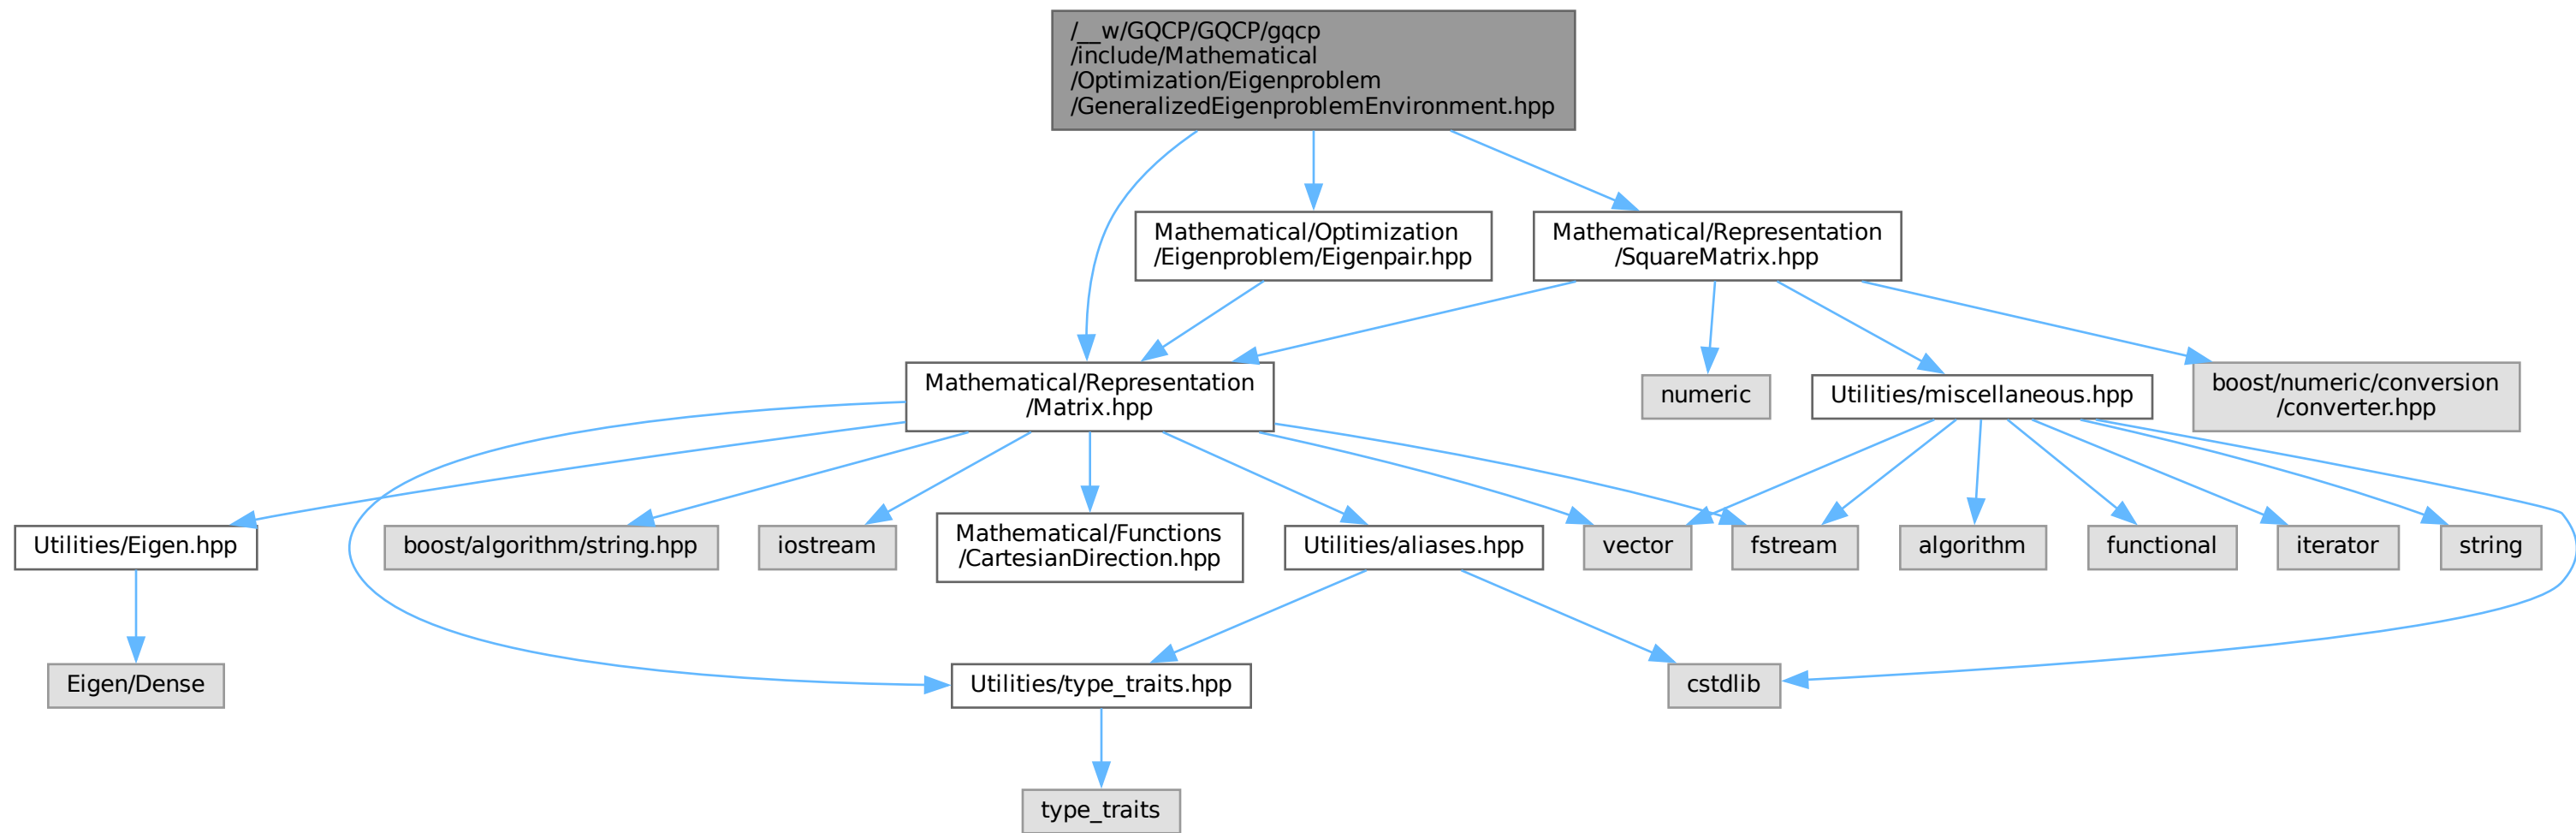 /__w/GQCP/GQCP/gqcp
/include/Mathematical
/Optimization/Eigenproblem
/GeneralizedEigenproblemEnvironment.hpp
Mathematical/Optimization
/Eigenproblem/Eigenpair.hpp
Mathematical/Representation
/SquareMatrix.hpp
Mathematical/Representation
/Matrix.hpp
numeric
Utilities/miscellaneous.hpp
boost/numeric/conversion
/converter.hpp
Utilities/Eigen.hpp
boost/algorithm/string.hpp
iostream
Mathematical/Functions
/CartesianDirection.hpp
Utilities/aliases.hpp
vector
fstream
algorithm
functional
iterator
string
Eigen/Dense
Utilities/type_traits.hpp
cstdlib
type_traits